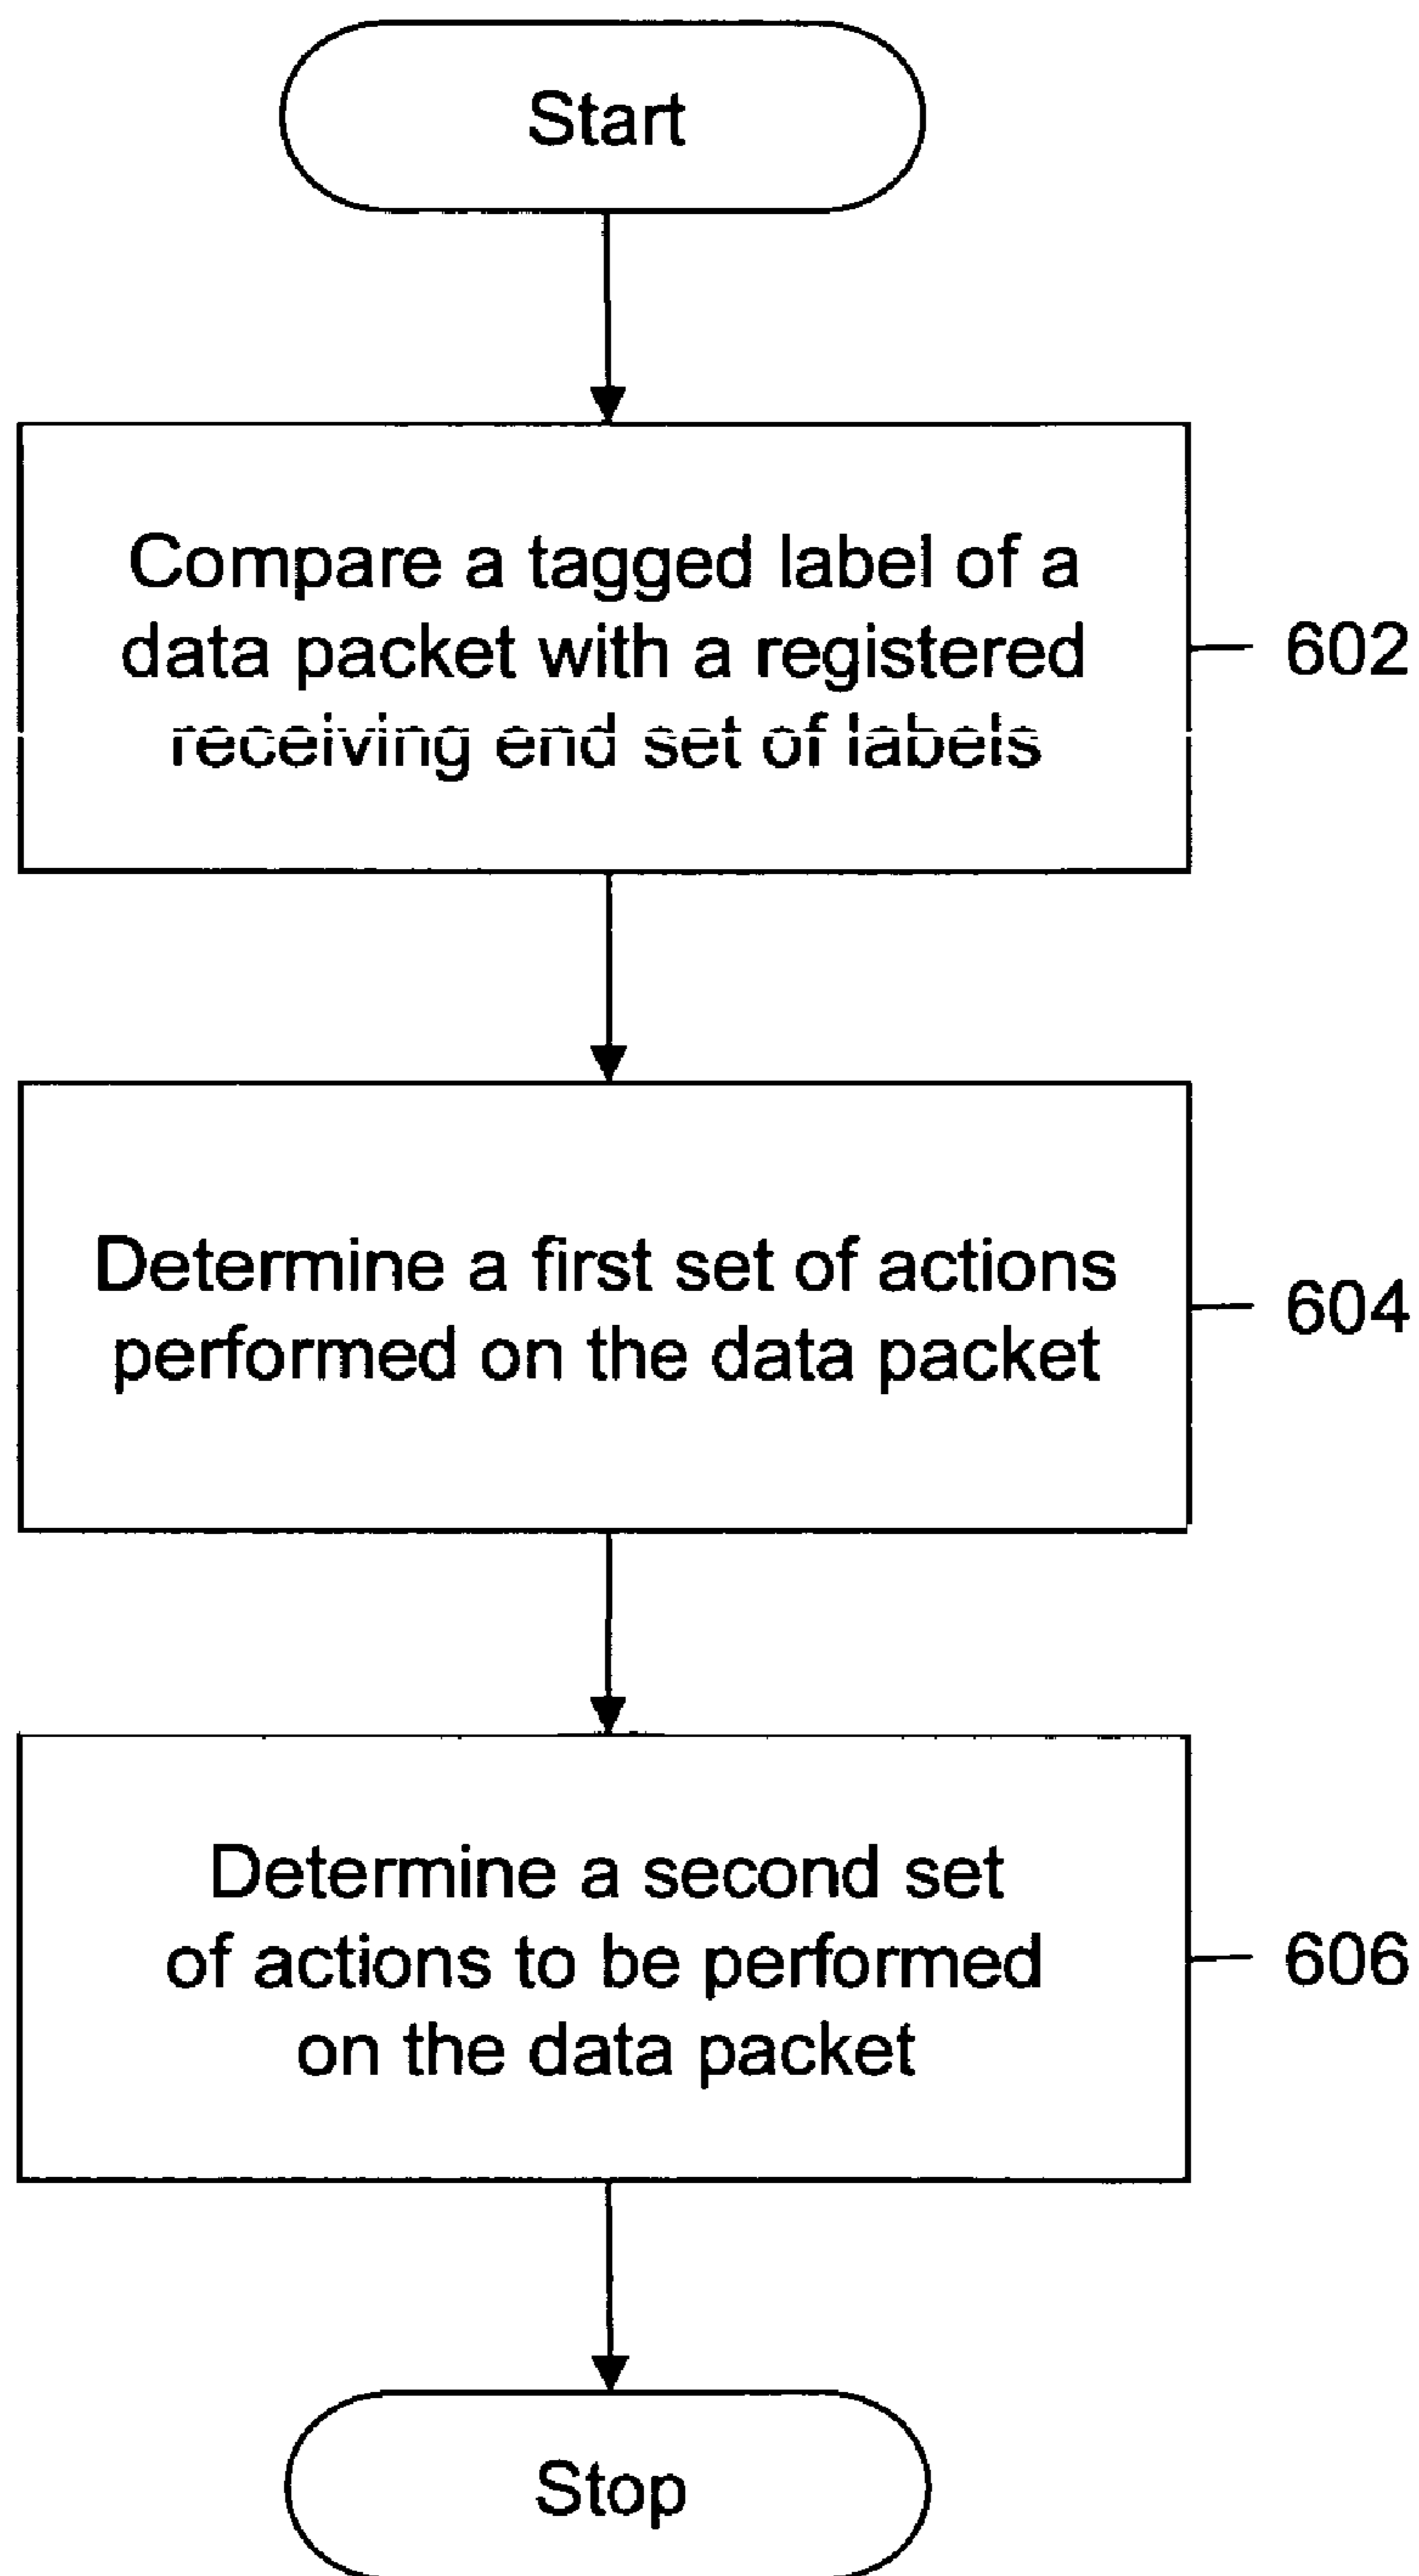 Start
Compare a tagged label of a
data packet with a registered
receiving end set of labels
602
Determine a first set of actions
performed on the data packet
604
Determine a second set
of actions to be performed
on the data packet
606
Stop